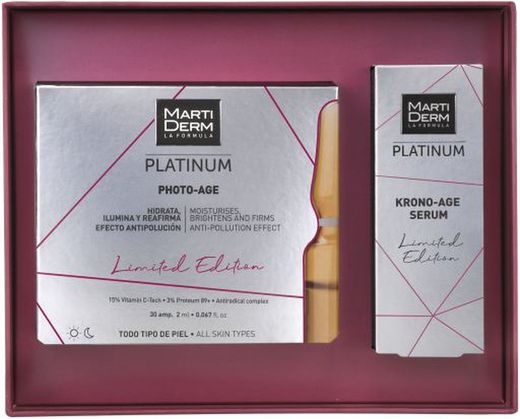 MARTI
DERM
LA FORMULA
PLATINUM
PHOTO-AGE
HIDRATA,
ILUMINA Y REAFIRMA
EFECTO ANTIPOLUCIÓN
MOISTURISES,
BRIGHTENS AND FIRMS
ANTI-POLLUTION EFFECT
Limited Edition
15% Vitamin C-Tech • 3% Proteum 89+ • Antiradical complex
30 amp. 2 ml • 0.067 fl. oz
TODO TIPO DE PIEL • ALL SKIN TYPES
MARTI
DERM
LA FORMULA
PLATINUM
KRONO-AGE
SERUM
Limited
Edition